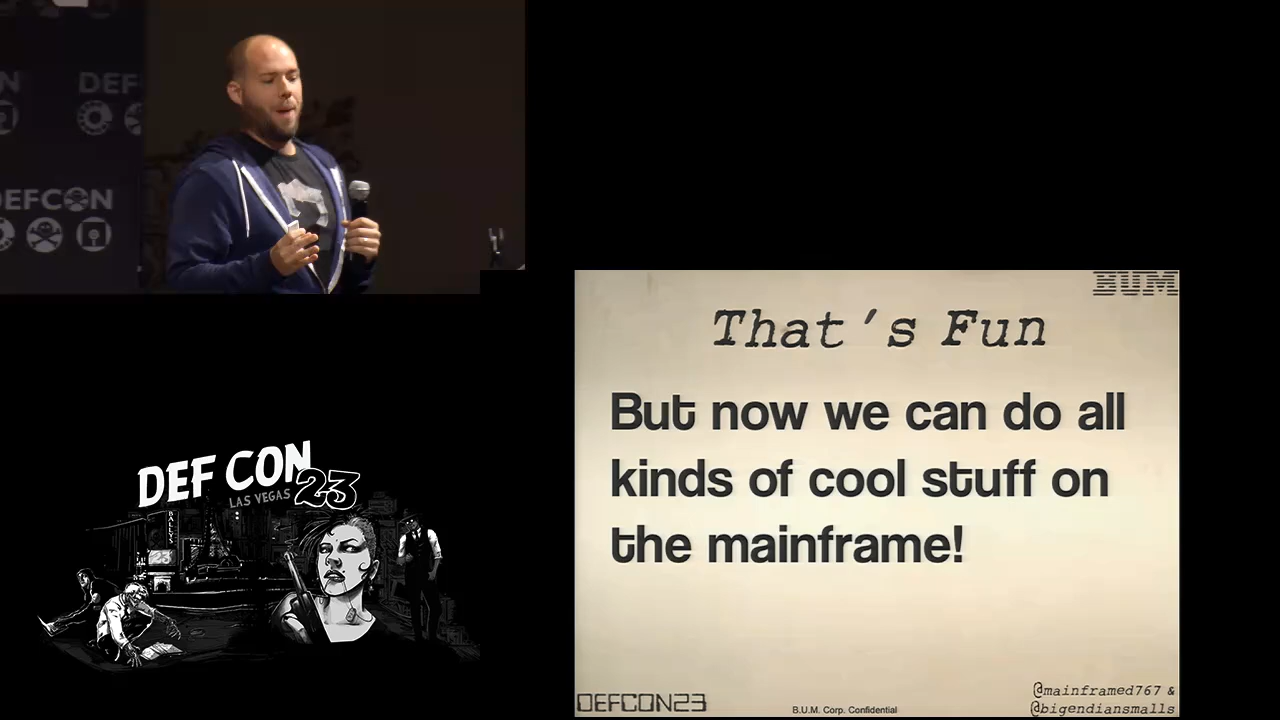 DEF
DEFCON
BUM
That's Fun
But now we can do all
kinds of cool stuff on
the mainframe!
DEF CON 23
LAS VEGAS
BALLY'S
DEFCON23
B.U.M. Corp. Confidential
@mainframed767 &
@bigendiansmalls